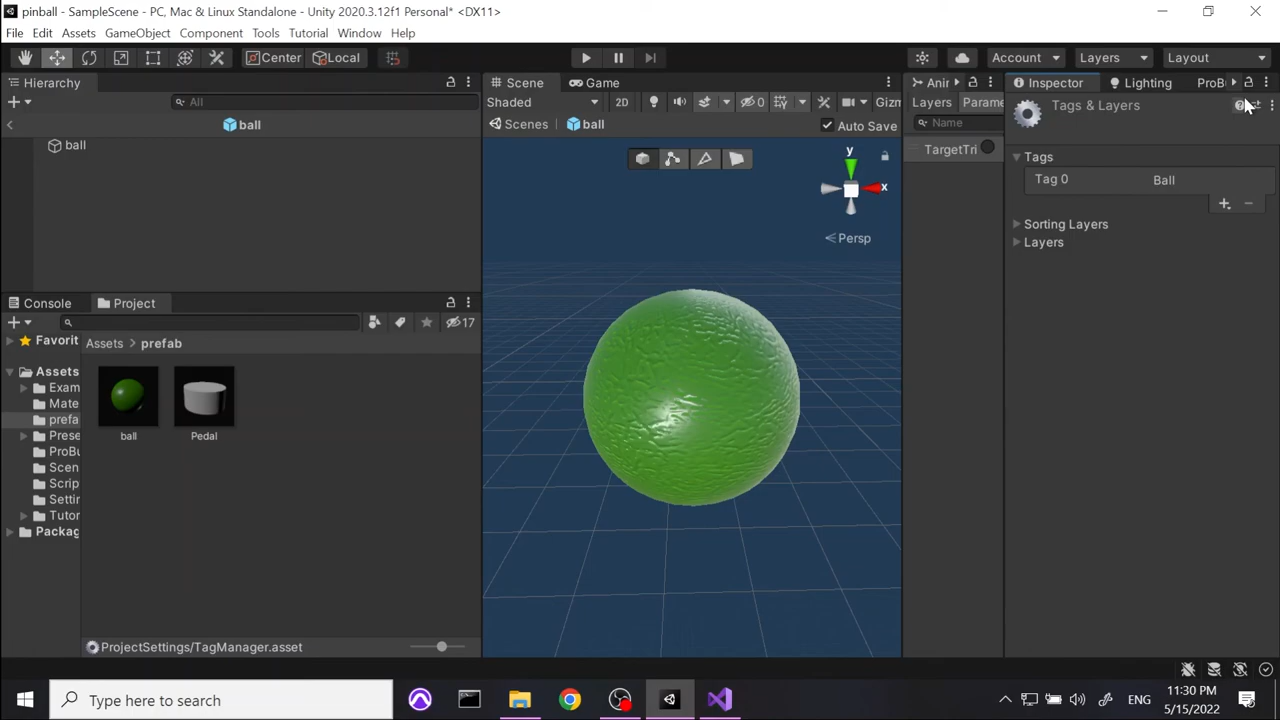 pinball - SampleScene - PC, Mac & Linux Standalone - Unity 2020.3.12f1 Personal* <DX11>
File Edit Assets GameObject Component Tools Tutorial Window Help
Center Local Account Layers Layout
Hierarchy
All
ball
ball
Scene Game
Shaded 2D 0 Gizm
Scenes ball Auto Save
y
x
Persp
Anir
Layers Parame
Name
TargetTri
Inspector Lighting ProB
Tags & Layers
Tags
Tag 0 Ball
Sorting Layers
Layers
Console Project
17
Favorit
Assets > prefab
Assets
Exam
Mate
prefa
Prese
ProBu
Scen
Script
Settin
Tutor
Packag
ball Pedal
ProjectSettings/TagManager.asset
Type here to search
ENG
11:30 PM
5/15/2022